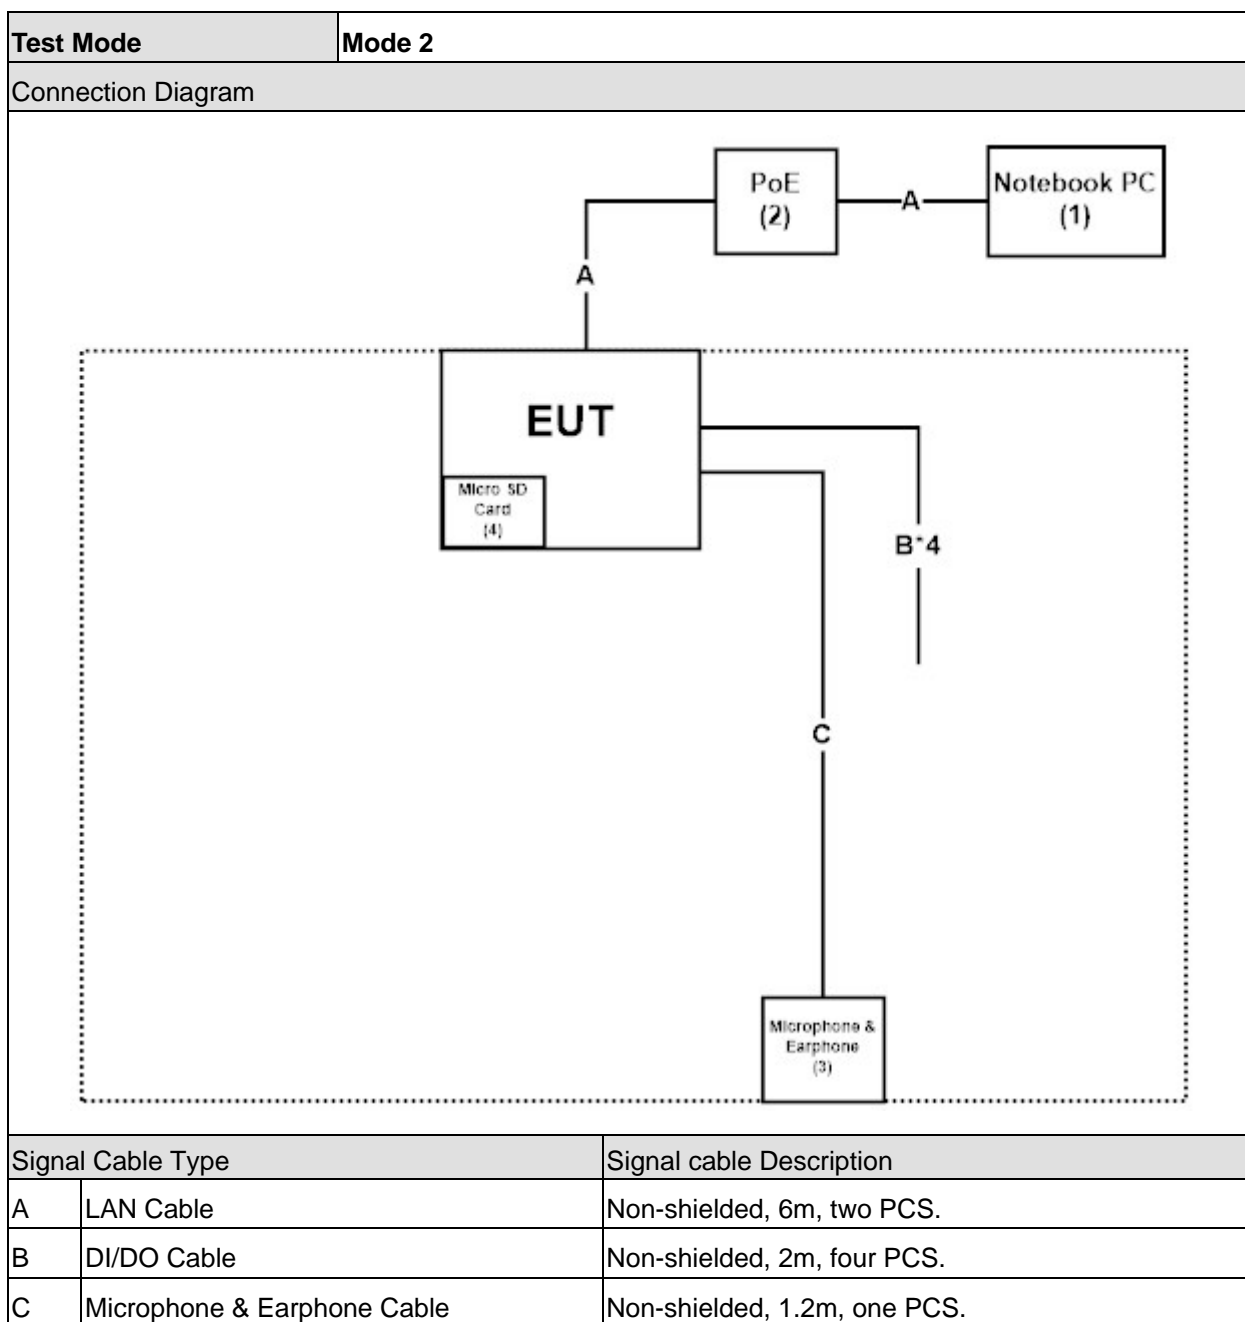 Test Mode Mode 2
Connection Diagram
PoE
(2)
A
Notebook PC
(1)
A
EUT
Micro SD
Card
(4)
B*4
C
Microphone &
Earphone
(3)
Signal Cable Type Signal cable Description
A LAN Cable Non-shielded, 6m, two PCS.
B DI/DO Cable Non-shielded, 2m, four PCS.
C Microphone & Earphone Cable Non-shielded, 1.2m, one PCS.